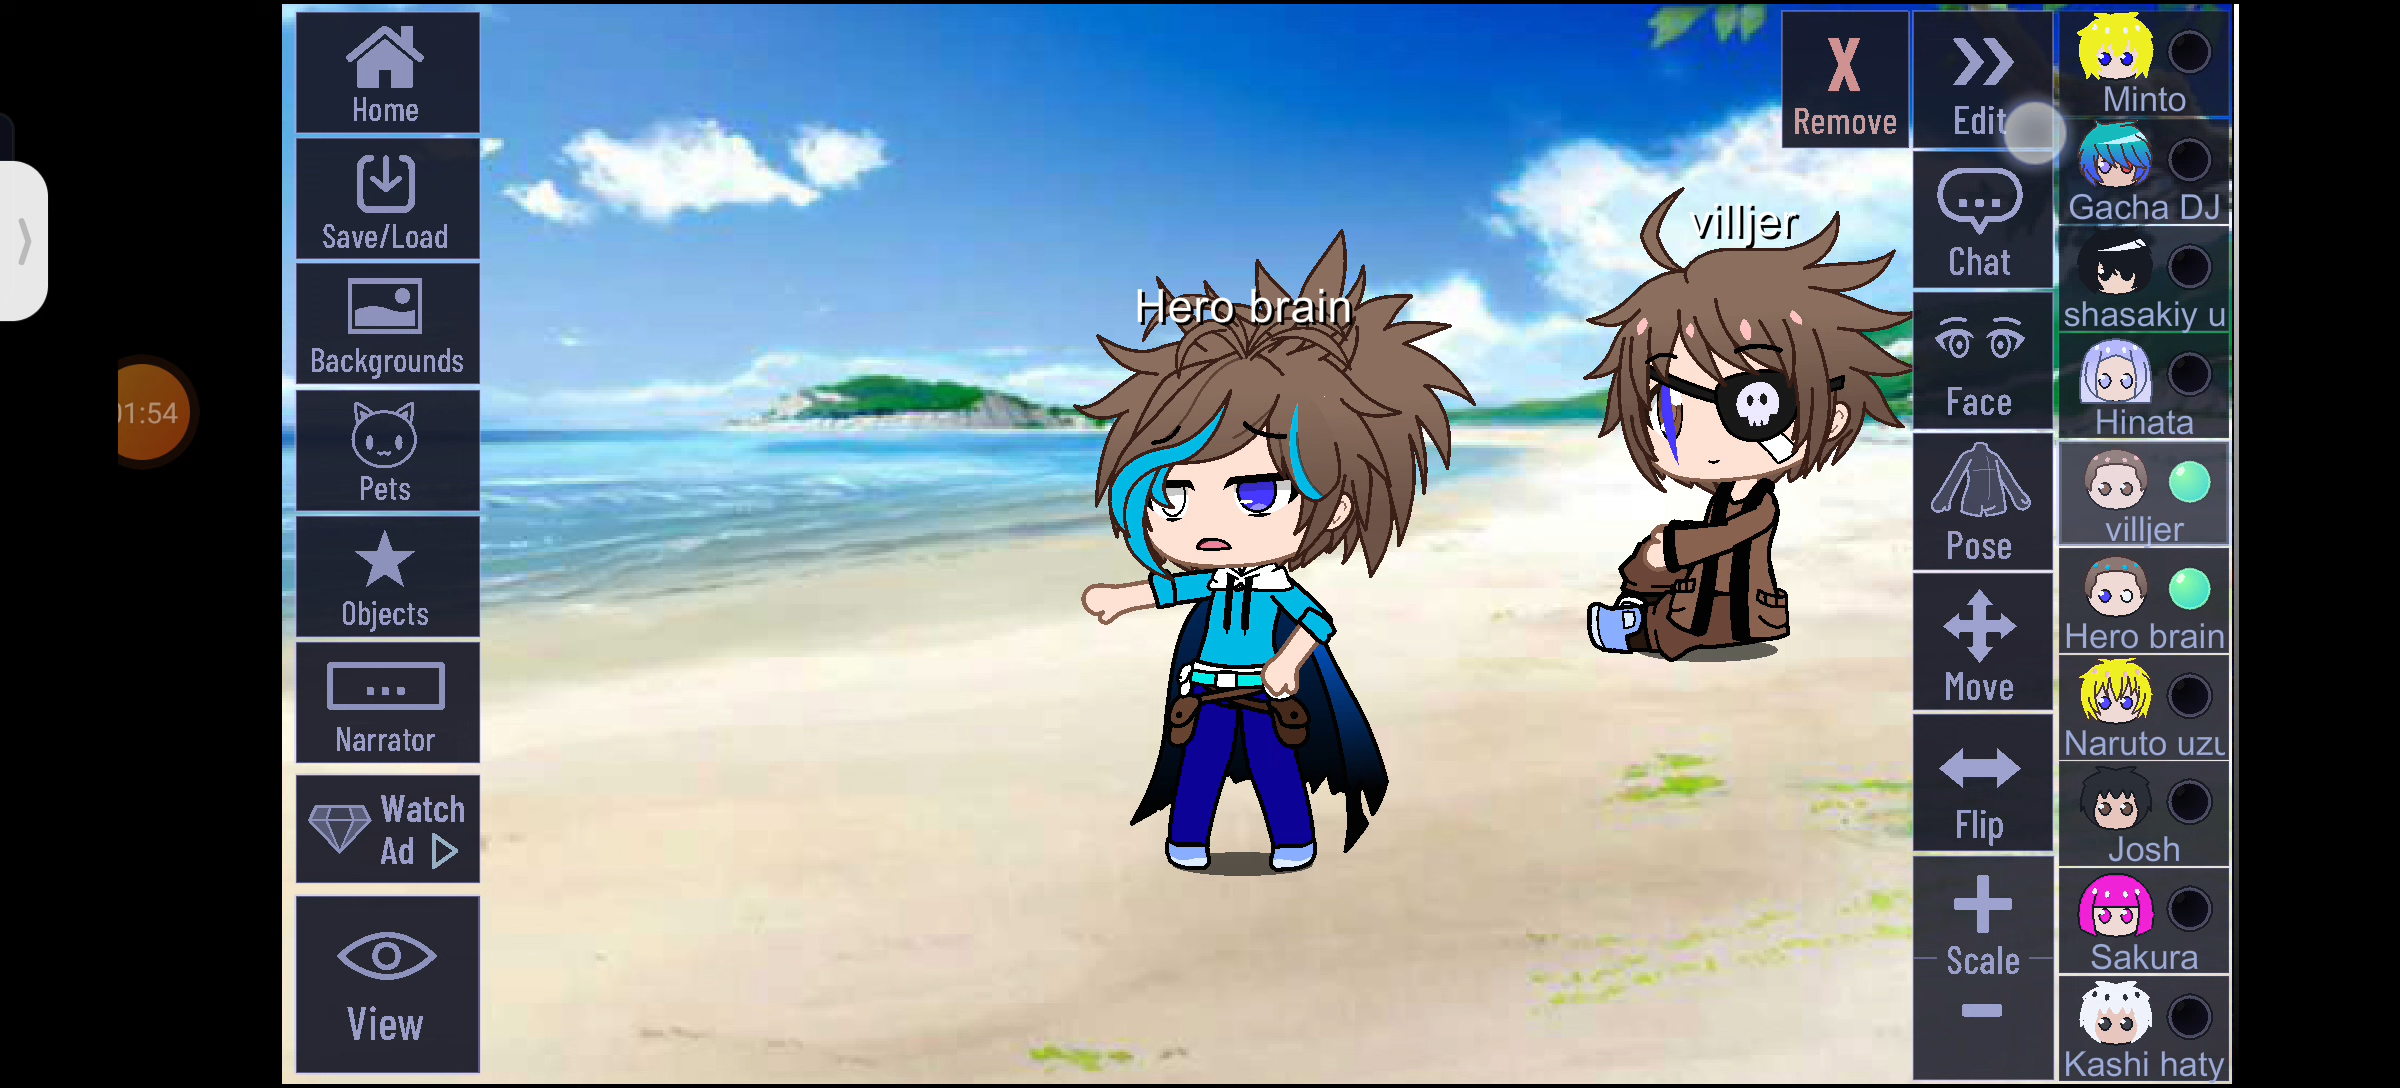 Home
Save/Load
Backgrounds
Pets
Objects
...
Narrator
Watch
Ad
View
01:54
Hero brain
villjer
X
Remove
Edit
...
Chat
Face
Pose
Move
Flip
Scale
Minto
Gacha DJ
shasakiy u
Hinata
villjer
Hero brain
Naruto uzu
Josh
Sakura
Kashi haty